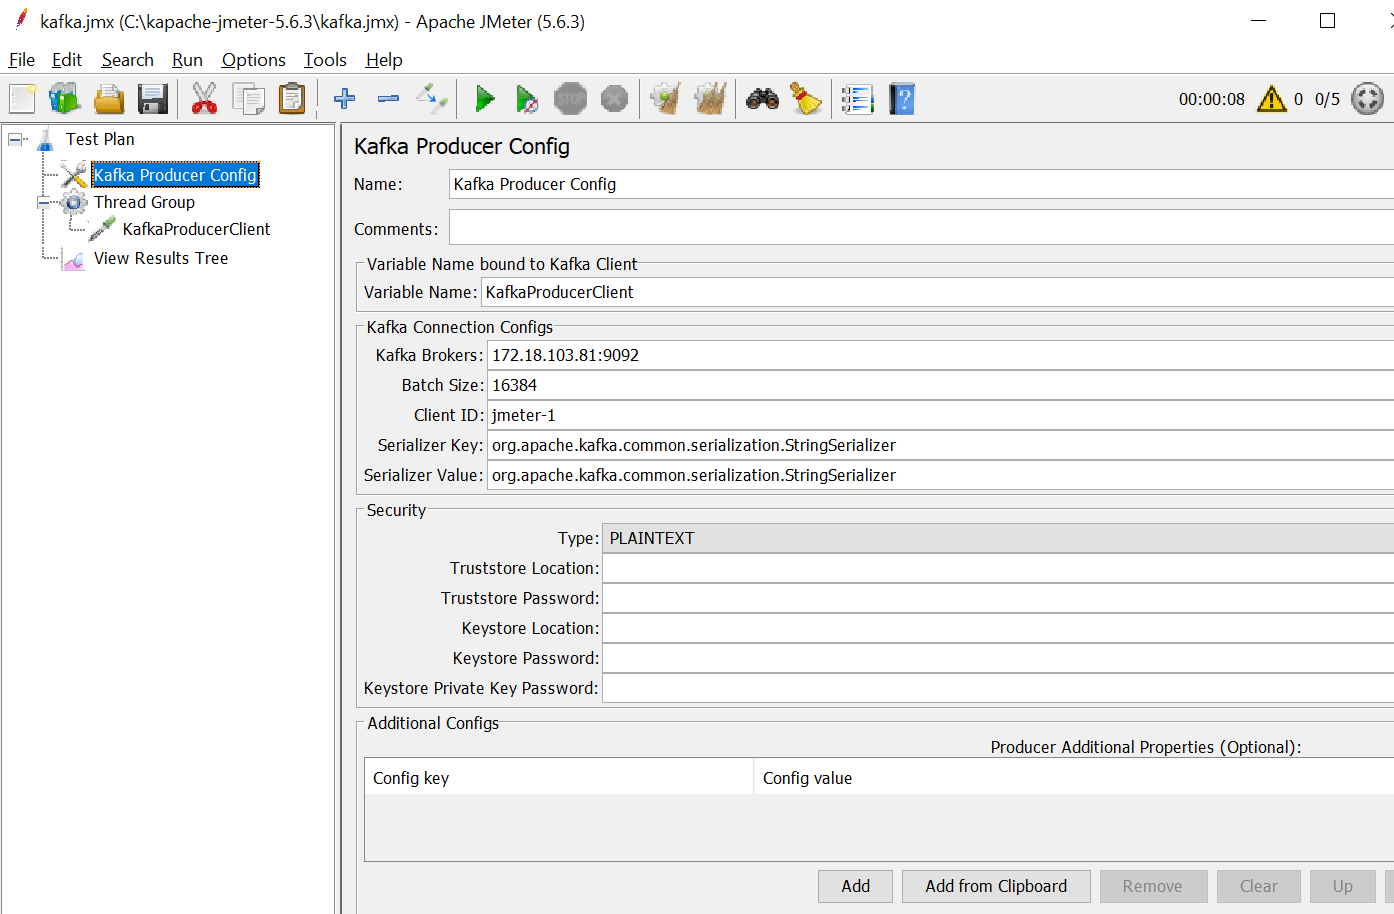 kafka.jmx (C:\kapache-jmeter-5.6.3\kafka.jmx) - Apache JMeter (5.6.3)
File Edit Search Run Options Tools Help
STOP
00:00:08 0 0/5
Test Plan
Kafka Producer Config
Thread Group
KafkaProducerClient
View Results Tree
Kafka Producer Config
Name: Kafka Producer Config
Comments:
Variable Name bound to Kafka Client
Variable Name: KafkaProducerClient
Kafka Connection Configs
Kafka Brokers: 172.18.103.81:9092
Batch Size: 16384
Client ID: jmeter-1
Serializer Key: org.apache.kafka.common.serialization.StringSerializer
Serializer Value: org.apache.kafka.common.serialization.StringSerializer
Security
Type: PLAINTEXT
Truststore Location:
Truststore Password:
Keystore Location:
Keystore Password:
Keystore Private Key Password:
Additional Configs
Producer Additional Properties (Optional):
Config key Config value
Add Add from Clipboard Remove Clear Up